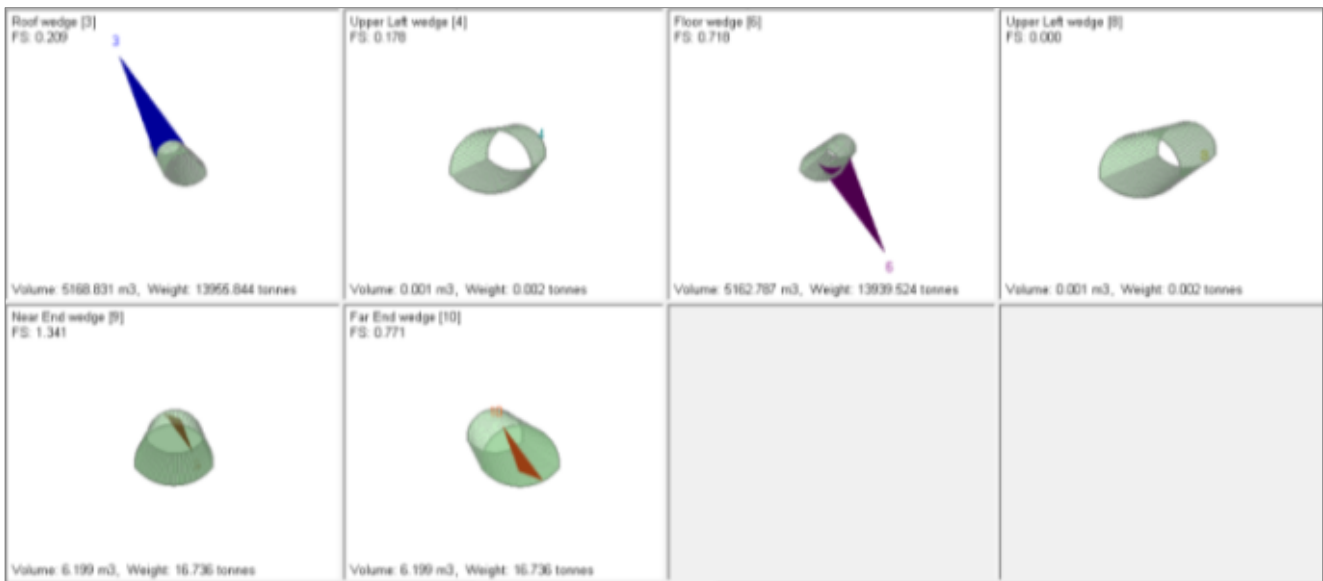 Roof wedge [3]
FS: 0.209
3
Volume: 5168.831 m3, Weight: 13955.844 tonnes
Upper Left wedge [4]
FS: 0.178
4
Volume: 0.001 m3, Weight: 0.002 tonnes
Floor wedge [6]
FS: 0.718
6
Volume: 5162.787 m3, Weight: 13939.524 tonnes
Upper Left wedge [8]
FS: 0.000
8
Volume: 0.001 m3, Weight: 0.002 tonnes
Near End wedge [9]
FS: 1.341
Volume: 6.199 m3, Weight: 16.736 tonnes
Far End wedge [10]
FS: 0.771
10
Volume: 6.199 m3, Weight: 16.736 tonnes